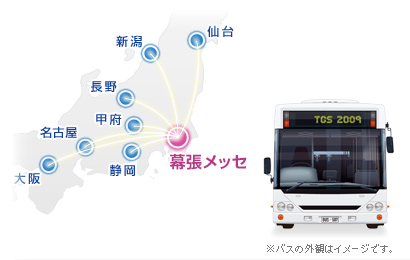 仙台
新潟
長野
甲府
名古屋
静岡
大阪
幕張メッセ
TGS 2009
※バスの外観はイメージです。